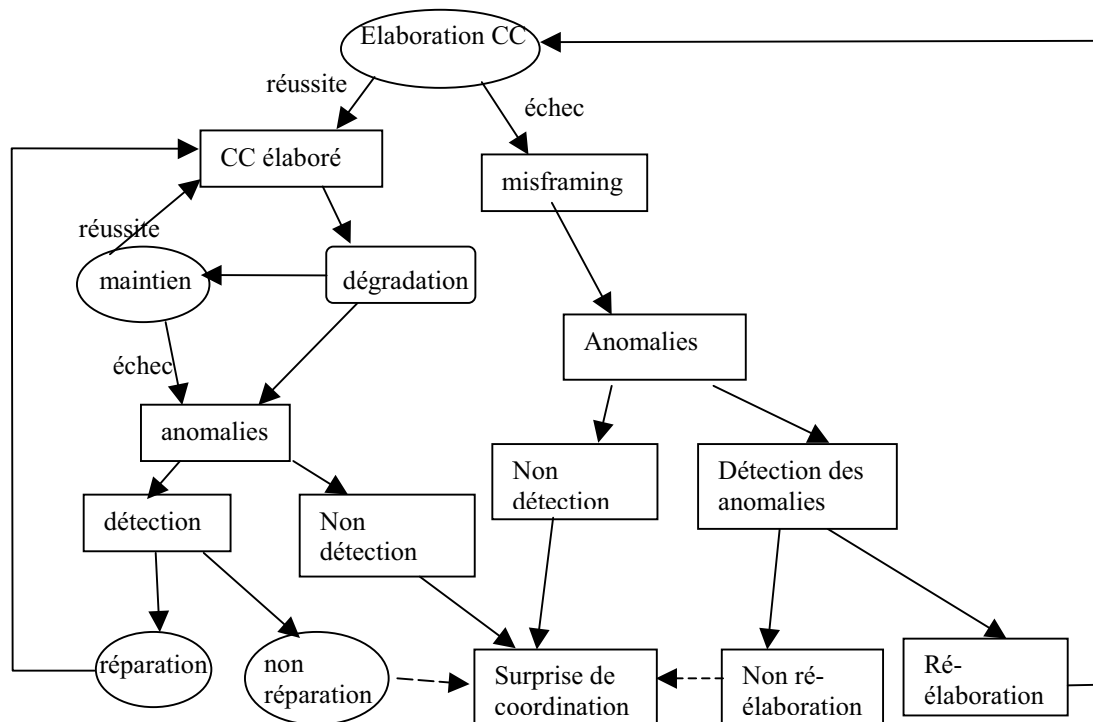 Elaboration CC
réussite
échec
CC élaboré
misframing
réussite
maintien
dégradation
Anomalies
échec
anomalies
Non
détection
Détection des
anomalies
détection
Non
détection
réparation
non
réparation
Surprise de
coordination
Non ré-
élaboration
Ré-
élaboration